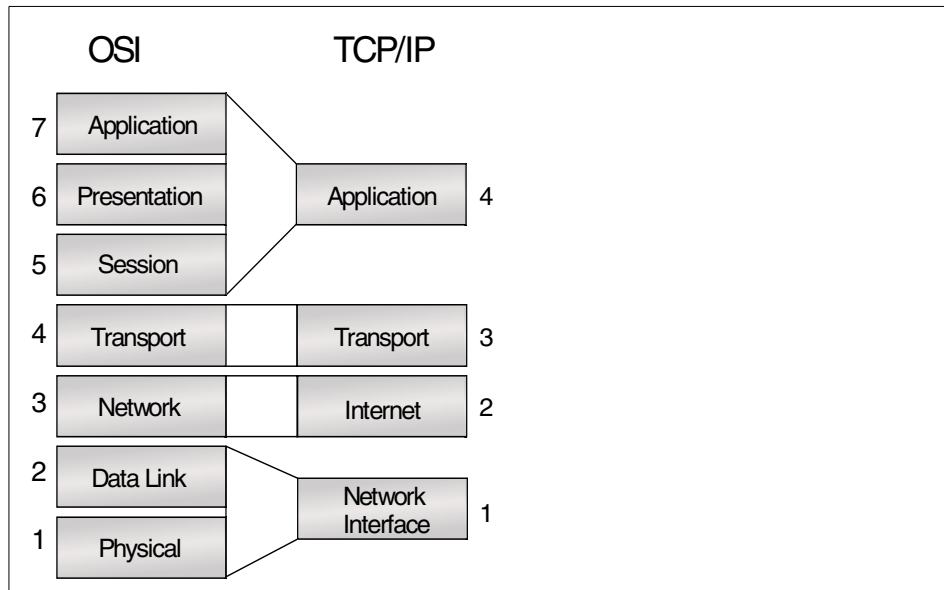 OSI TCP/IP
7 Application
6 Presentation Application 4
5 Session
4 Transport Transport 3
3 Network Internet 2
2 Data Link
Network
Interface 1
1 Physical